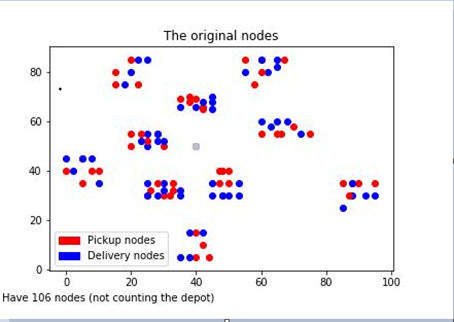 The original nodes
80
60
40
20
0
Pickup nodes
Delivery nodes
0 20 40 60 80 100
Have 106 nodes (not counting the depot)